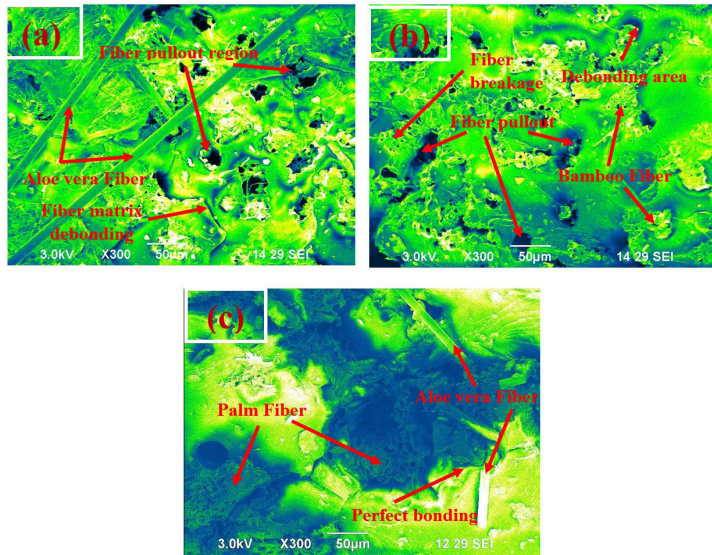 (a)
Fiber pullout region
Aloe vera Fiber
Fiber matrix
debonding
3.0kV X300 50µm 14 29 SEI
(b)
Fiber
breakage
Debonding area
Fiber pullout
Bamboo Fiber
3.0kV X300 50µm 14 29 SEI
(c)
Aloe vera Fiber
Palm Fiber
Perfect bonding
3.0kV X300 50µm 12 29 SEI